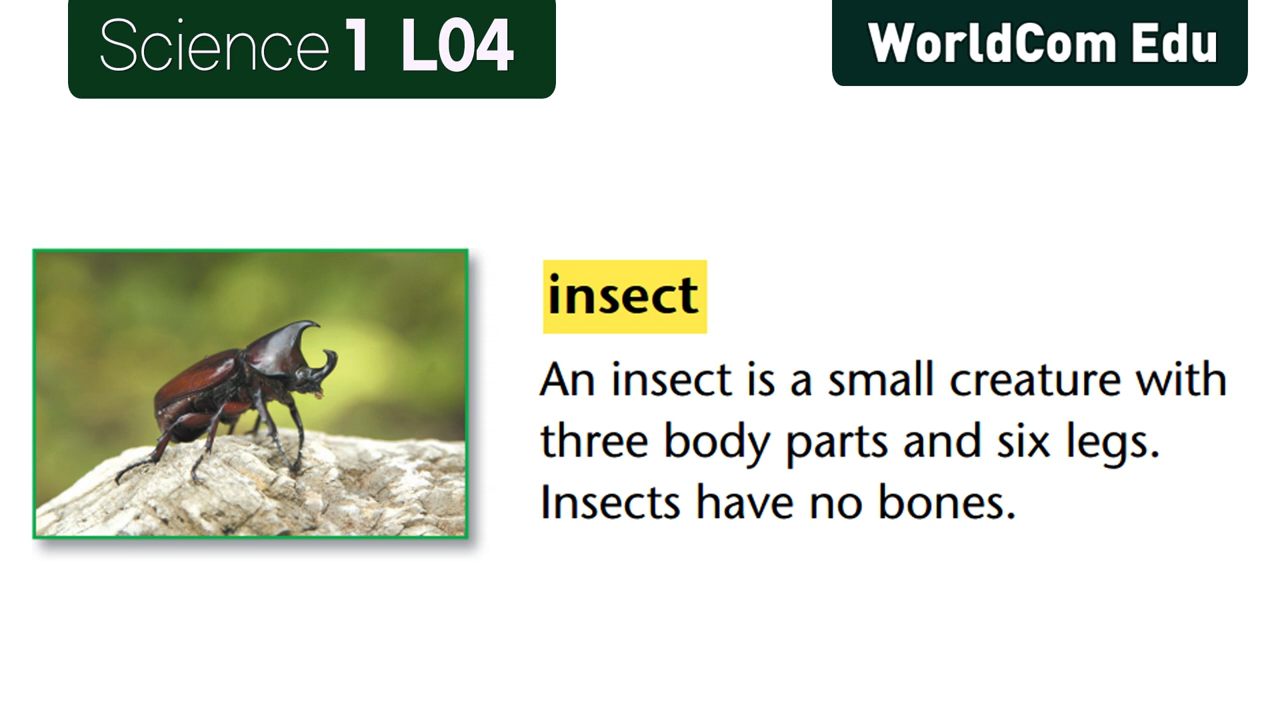 Science 1 L04
WorldCom Edu
insect
An insect is a small creature with
three body parts and six legs.
Insects have no bones.